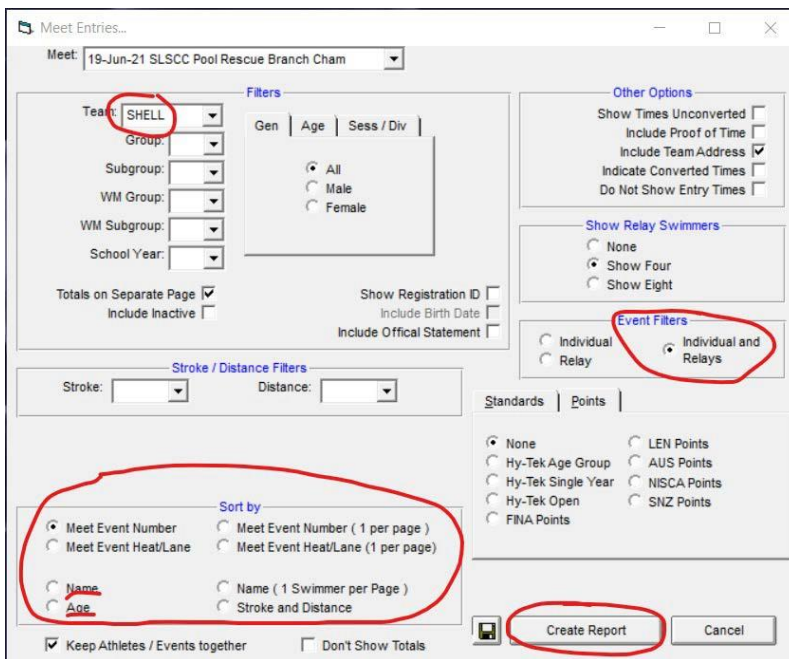 Meet Entries...
Meet: 19-Jun-21 SLSCC Pool Rescue Branch Cham
Filters
Team: SHELL
Group:
Subgroup:
WM Group:
WM Subgroup:
School Year:
Gen Age Sess / Div
All
Male
Female
Totals on Separate Page
Include Inactive
Show Registration ID
Include Birth Date
Include Offical Statement
Other Options
Show Times Unconverted
Include Proof of Time
Include Team Address
Indicate Converted Times
Do Not Show Entry Times
Show Relay Swimmers
None
Show Four
Show Eight
Event Filters
Individual
Relay
Individual and
Relays
Stroke / Distance Filters
Stroke: Distance:
Standards Points
None
Hy-Tek Age Group
Hy-Tek Single Year
Hy-Tek Open
FINA Points
LEN Points
AUS Points
NISCA Points
SNZ Points
Sort by
Meet Event Number Meet Event Number ( 1 per page )
Meet Event Heat/Lane Meet Event Heat/Lane (1 per page)
Name Name ( 1 Swimmer per Page )
Age Stroke and Distance
Keep Athletes / Events together Don't Show Totals
Create Report Cancel